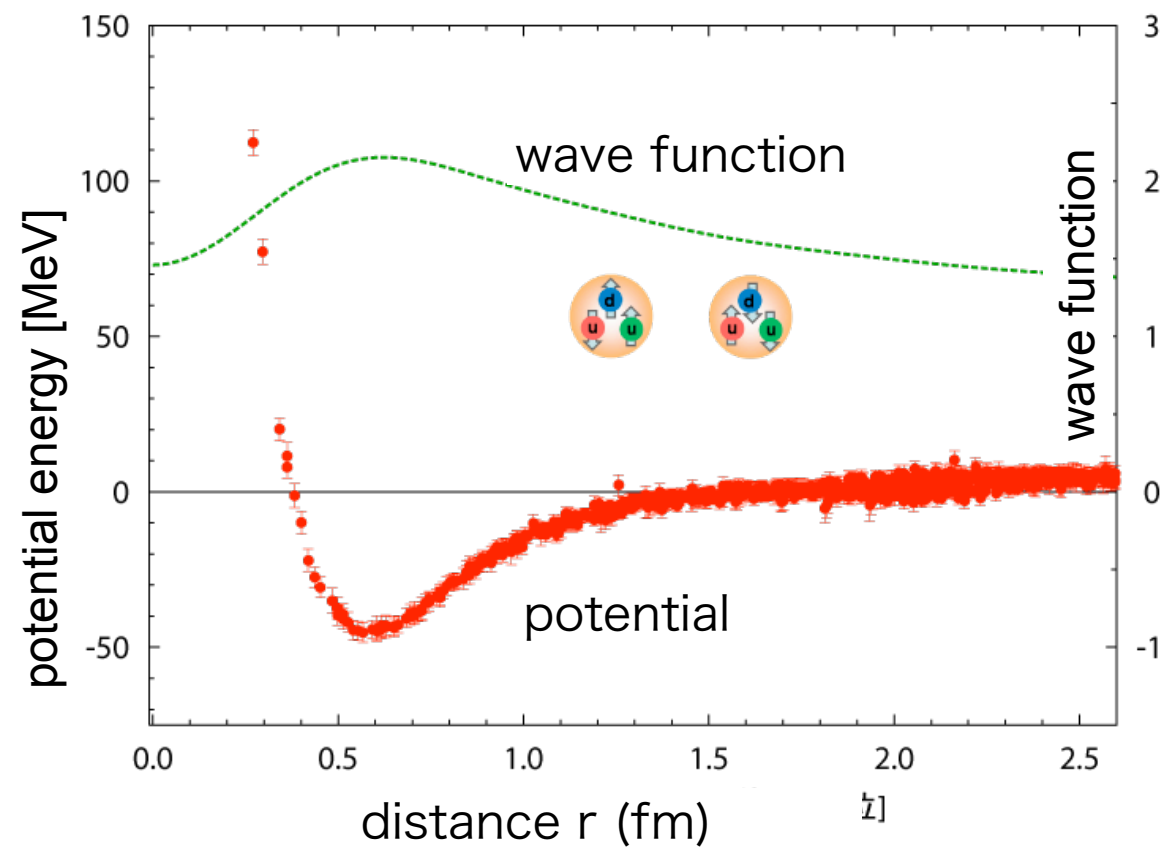 150
100
50
0
-50
3
2
1
0
-1
potential energy [MeV]
wave function
wave function
d
u
u
d
u
u
potential
0.0
0.5
1.0
1.5
2.0
2.5
distance r (fm)